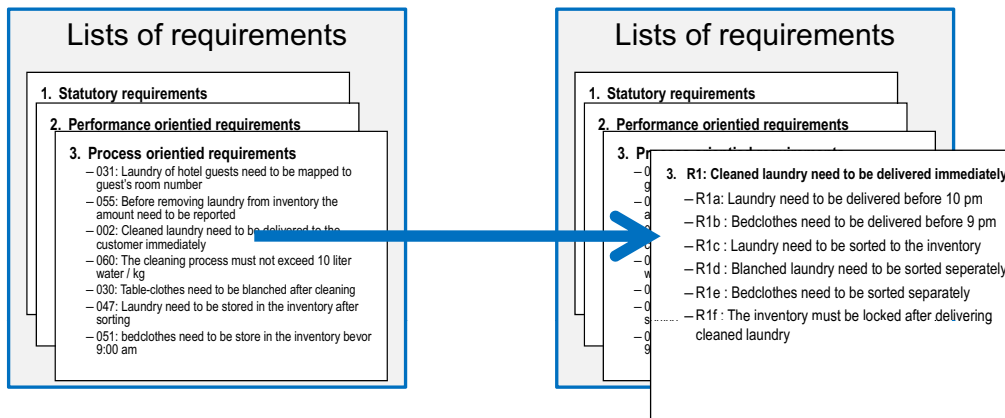 Lists of requirements
1. Statutory requirements
2. Performance orientied requirements
3. Process orientied requirements
– 031: Laundry of hotel guests need to be mapped to
guest's room number
– 055: Before removing laundry from inventory the
amount need to be reported
– 002: Cleaned laundry need to be delivered to the
customer immediately
– 060: The cleaning process must not exceed 10 liter
water / kg
– 030: Table-clothes need to be blanched after cleaning
– 047: Laundry need to be stored in the inventory after
sorting
– 051: bedclothes need to be store in the inventory bevor
9:00 am
Lists of requirements
1. Statutory requirements
2. Performance orientied requirements
3.
3. R1: Cleaned laundry need to be delivered immediately
– R1a: Laundry need to be delivered before 10 pm
– R1b : Bedclothes need to be delivered before 9 pm
– R1c : Laundry need to be sorted to the inventory
– R1d : Blanched laundry need to be sorted seperately
– R1e : Bedclothes need to be sorted separately
– R1f : The inventory must be locked after delivering
cleaned laundry